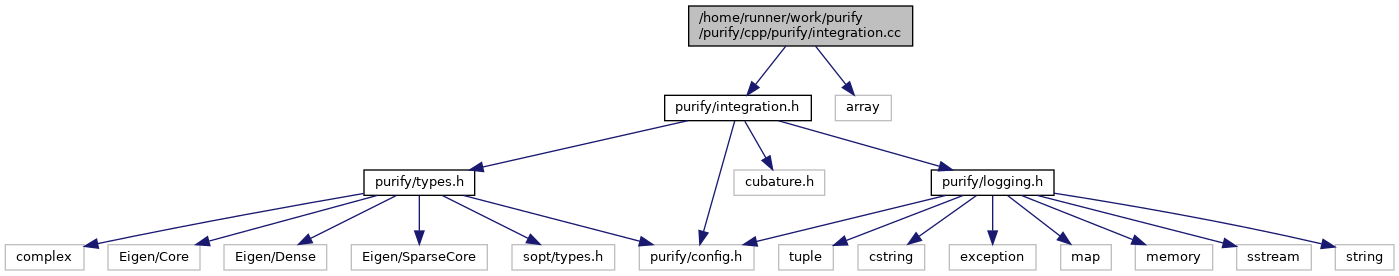 /home/runner/work/purify
/purify/cpp/purify/integration.cc
purify/integration.h
array
purify/types.h
cubature.h
purify/logging.h
complex
Eigen/Core
Eigen/Dense
Eigen/SparseCore
sopt/types.h
purify/config.h
tuple
cstring
exception
map
memory
sstream
string